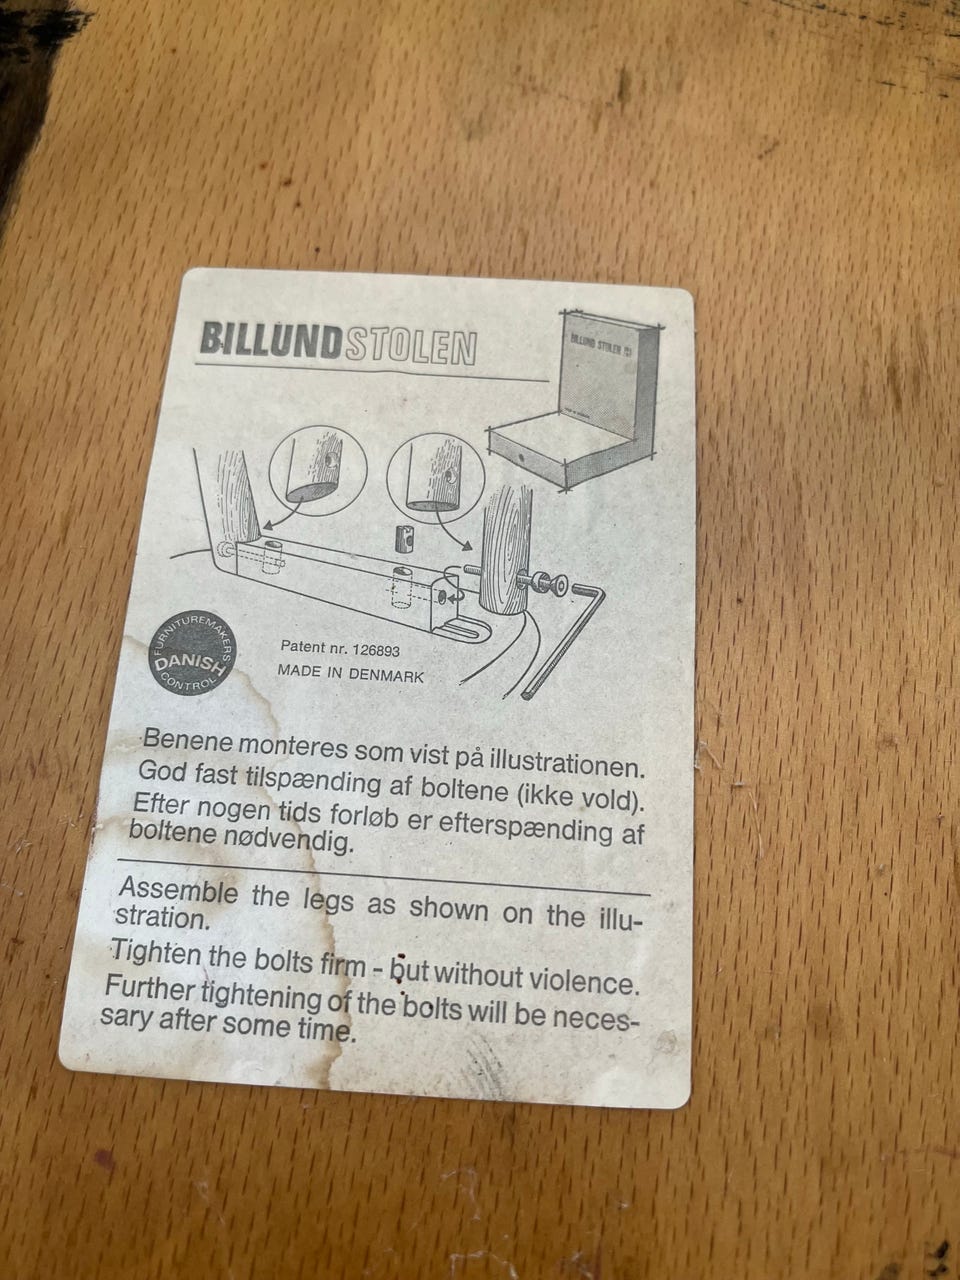 BILLUNDSTOLEN
BILLUND STOLEN
FURNITUREMAKERS
DANISH
CONTROL
Patent nr. 126893
MADE IN DENMARK
Benene monteres som vist på illustrationen.
God fast tilspænding af boltene (ikke vold).
Efter nogen tids forløb er efterspænding af
boltene nødvendig.
Assemble the legs as shown on the illu-
stration.
Tighten the bolts firm - but without violence.
Further tightening of the bolts will be neces-
sary after some time.